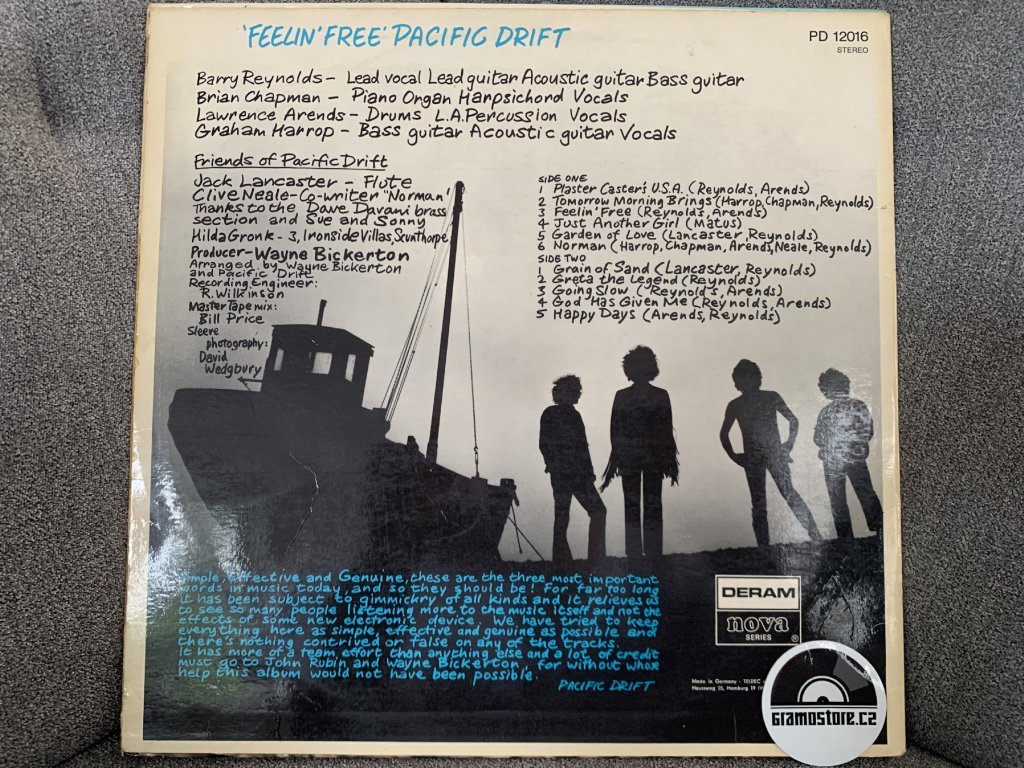 'FEELIN' FREE' PACIFIC DRIFT
PD 12016
STEREO
Barry Reynolds - Lead vocal Lead guitar Acoustic guitar Bass guitar
Brian Chapman - Piano Organ Harpsichord Vocals
Lawrence Arends - Drums L.A.Percussion Vocals
Graham Harrop - Bass guitar Acoustic guitar Vocals
Friends of Pacific Drift
Jack Lancaster - Flute
Clive Neale - Co-writer "Norman"
Thanks to the Dave Davani brass
section and Sue and Sonny
Hilda Gronk - 3, Ironside Villas, Scunthorpe
Producer - Wayne Bickerton
Arranged by Wayne Bickerton
and Pacific Drift
Recording Engineer:
R. Wilkinson
Master Tape mix:
Bill Price
Sleeve
photography:
David
Wedgbury
SIDE ONE
1 Plaster Caster's U.S.A. (Reynolds, Arends)
2 Tomorrow Morning Brings (Harrop, Chapman, Reynolds)
3 Feelin' Free (Reynolds, Arends)
4 Just Another Girl (Matus)
5 Garden of Love (Lancaster, Reynolds)
6 Norman (Harrop, Chapman, Arends, Neale, Reynolds)
SIDE TWO
1 Grain of Sand (Lancaster, Reynolds)
2 Greta the Legend (Reynolds)
3 Going Slow (Reynolds, Arends)
4 God Has Given Me (Reynolds, Arends)
5 Happy Days (Arends, Reynolds)
Simple, Effective and Genuine, these are the three most important
words in music today, and so they should be! For far too long
it has been subject to gimmickry of all kinds and it relieves us
to see so many people listening more to the music itself and not the
effects of some new electronic device. We have tried to keep
everything here as simple, effective and genuine as possible and
there's nothing contrived or false on any of the tracks.
It has more of a team effort than anything else and a lot of credit
must go to John Rubin and Wayne Bickerton, for without whose
help this album would not have been possible.
PACIFIC DRIFT
DERAM
nova
SERIES ®
Made in Germany · TELDEC
Heussweg 25, Hamburg 19
Gramostore.cz